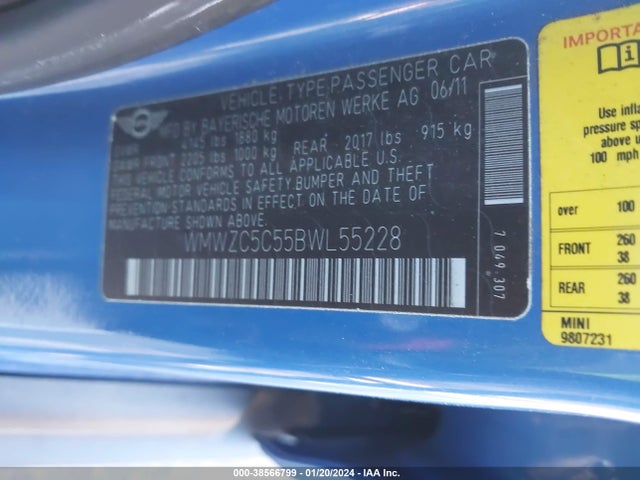 VEHICLE. TYPE PASSENGER CAR
MFD BY BAYERISCHE MOTOREN WERKE AG 06/11
GVWR 4145 lbs 1880 kg
GAWR FRONT 2205 lbs 1000 kg REAR 2017 lbs 915 kg
THIS VEHICLE CONFORMS TO ALL APPLICABLE U.S.
FEDERAL MOTOR VEHICLE SAFETY, BUMPER AND THEFT
PREVENTION STANDARDS IN EFFECT ON THE DATE OF
MANUFACTURE SHOWN ABOVE
WMWZC5C55BWL55228
7 049.307
IMPORTA
i
Use infla
pressure sp
about
100 mph
over 100
FRONT 260
38
REAR 260
38
MINI
9807231
000-38566799 - 01/20/2024 - IAA Inc.